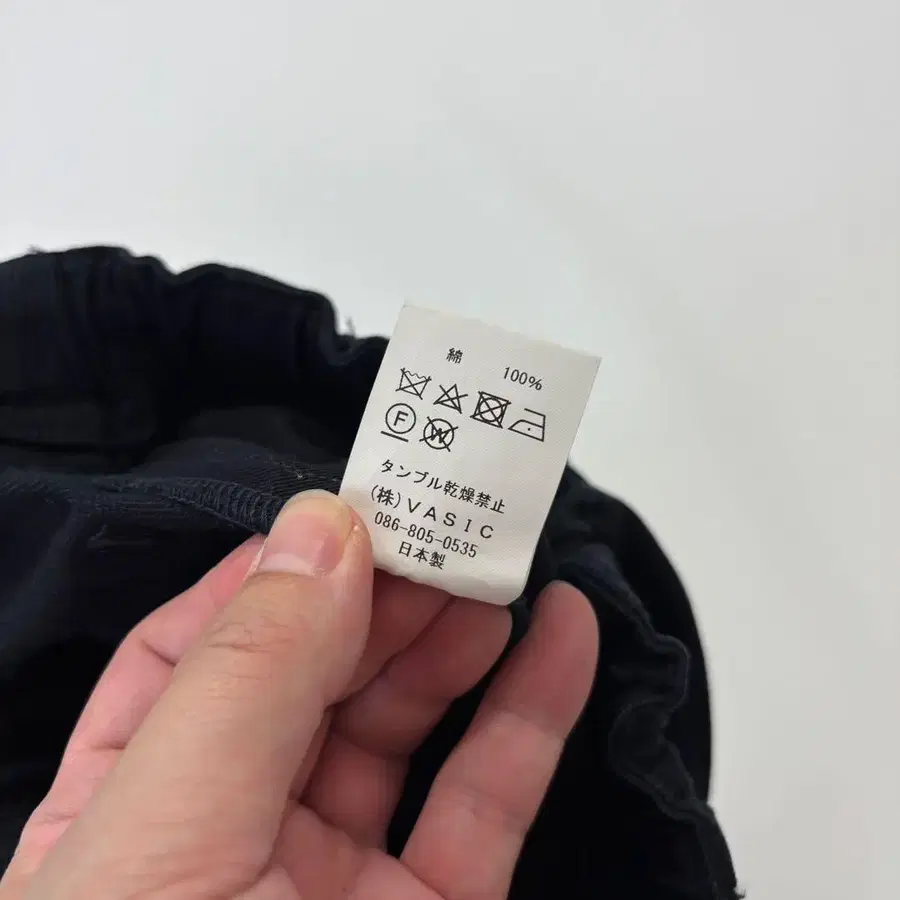 綿 100%
F W
タンブル乾燥禁止
(株)VASIC
086-805-0535
日本製